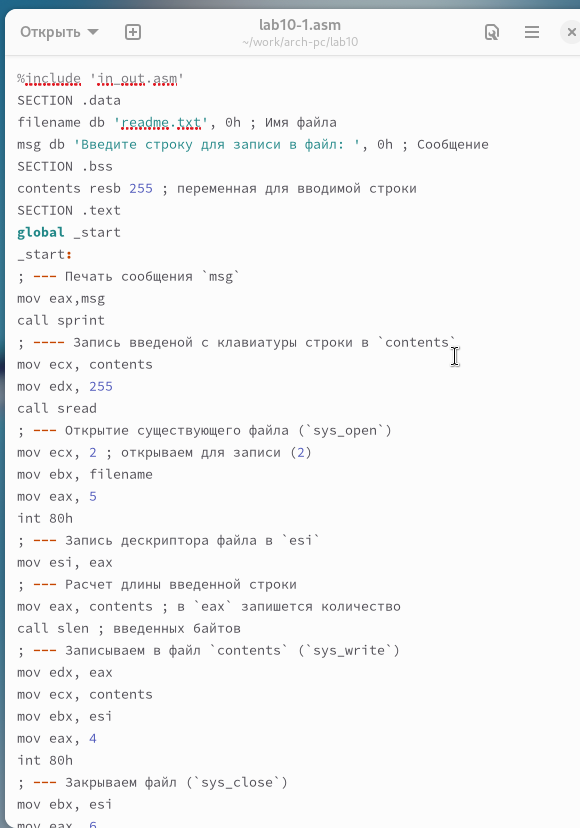 Открыть
lab10-1.asm
~/work/arch-pc/lab10
%include 'in_out.asm'
SECTION .data
filename db 'readme.txt', 0h ; Имя файла
msg db 'Введите строку для записи в файл: ', 0h ; Сообщение
SECTION .bss
contents resb 255 ; переменная для вводимой строки
SECTION .text
global _start
_start:
; --- Печать сообщения `msg`
mov eax,msg
call sprint
; ---- Запись введеной с клавиатуры строки в `contents`
mov ecx, contents
mov edx, 255
call sread
; --- Открытие существующего файла (`sys_open`)
mov ecx, 2 ; открываем для записи (2)
mov ebx, filename
mov eax, 5
int 80h
; --- Запись дескриптора файла в `esi`
mov esi, eax
; --- Расчет длины введенной строки
mov eax, contents ; в `eax` запишется количество
call slen ; введенных байтов
; --- Записываем в файл `contents` (`sys_write`)
mov edx, eax
mov ecx, contents
mov ebx, esi
mov eax, 4
int 80h
; --- Закрываем файл (`sys_close`)
mov ebx, esi
mov eax, 6